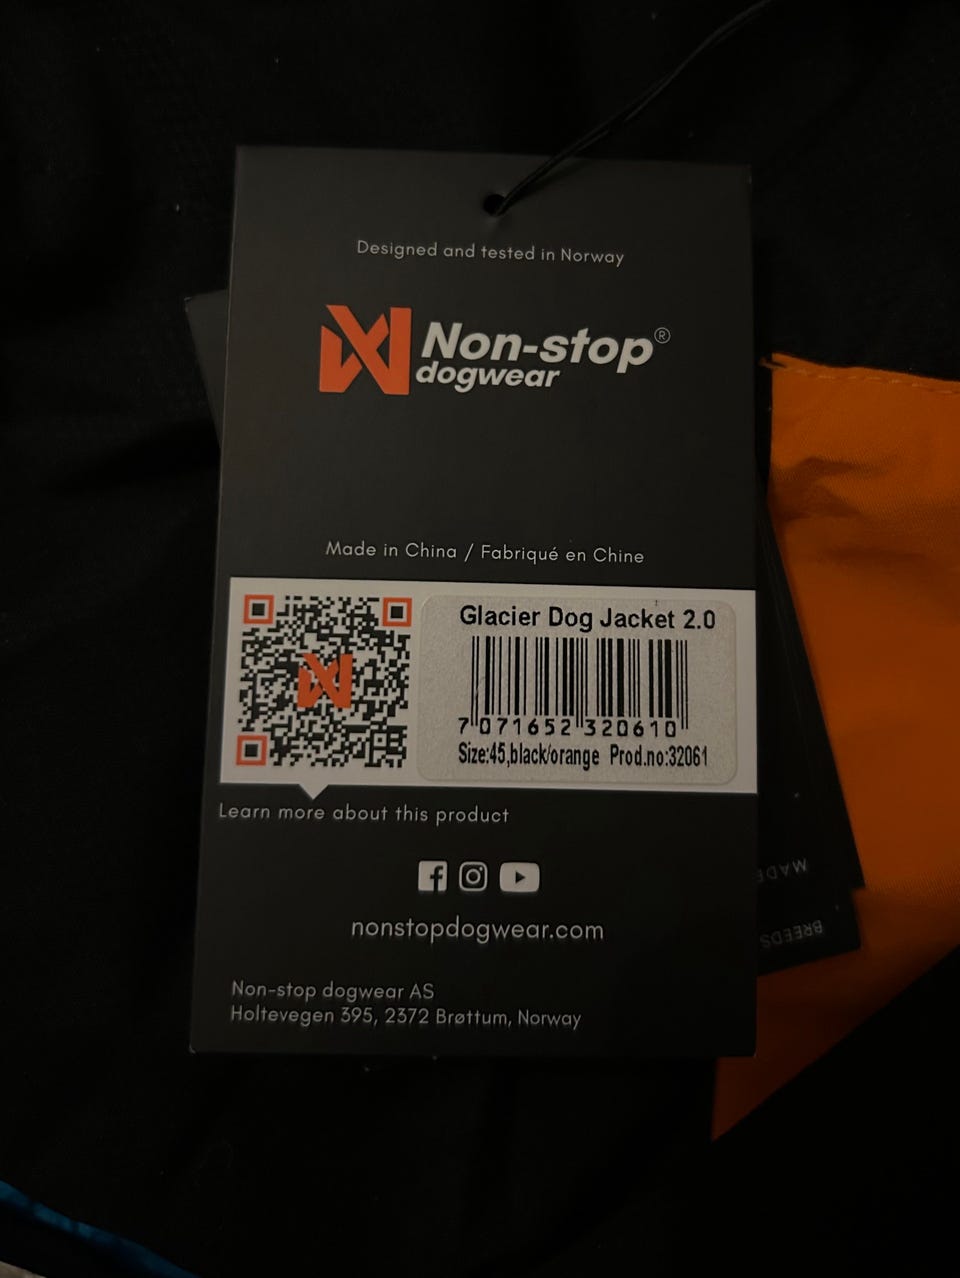 Designed and tested in Norway
Non-stop®
dogwear
Made in China / Fabriqué en Chine
Glacier Dog Jacket 2.0
7 071652 320610
Size:45,black/orange Prod.no:32061
Learn more about this product
nonstopdogwear.com
Non-stop dogwear AS
Holtevegen 395, 2372 Brøttum, Norway
MADE
BREEDS